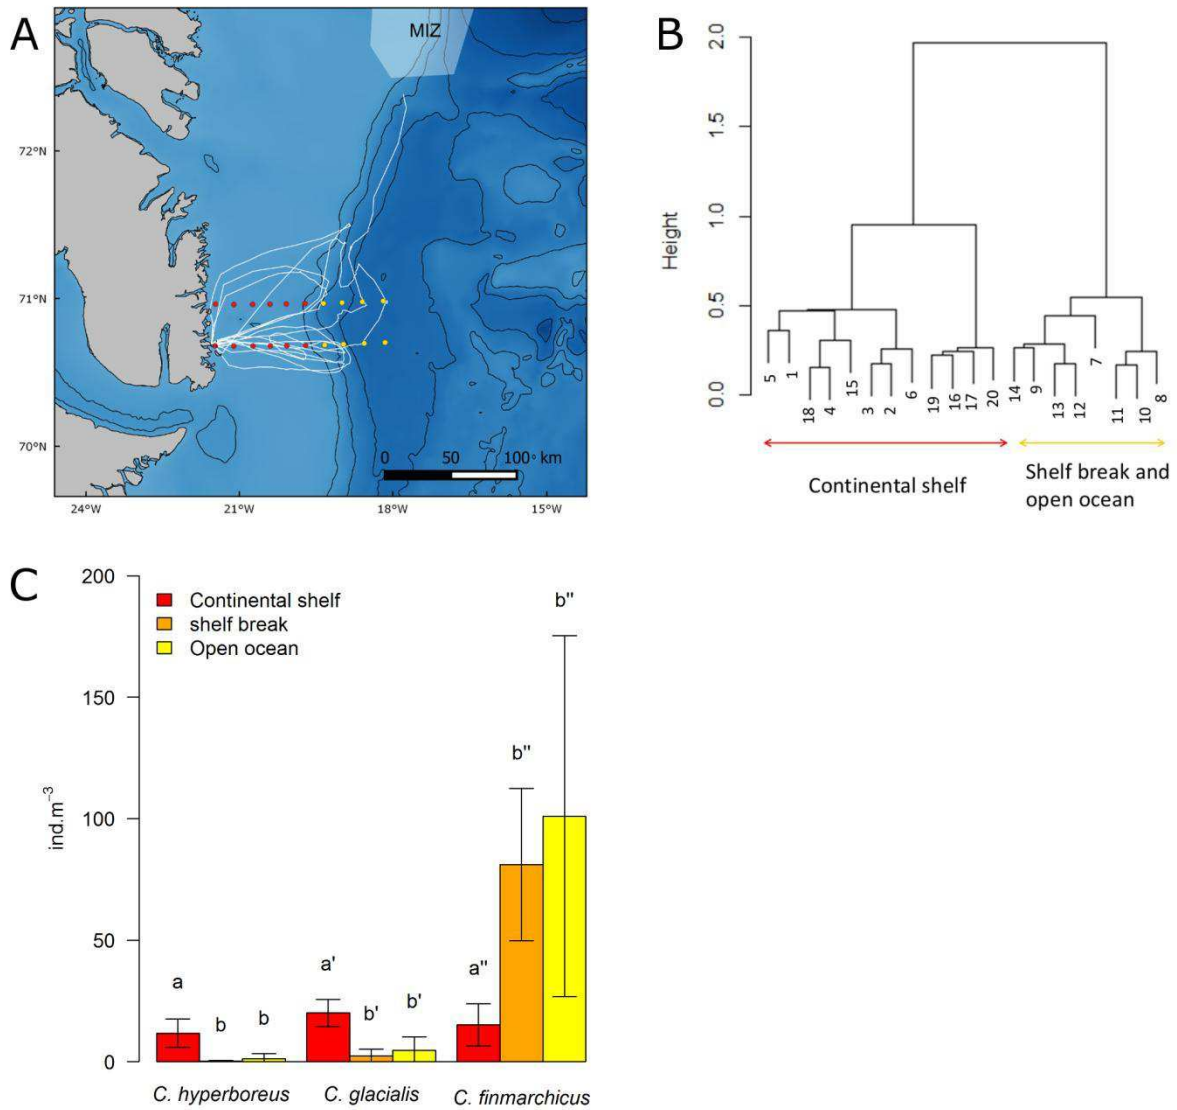 A
MIZ
72°N
71°N
70°N
0 50 100 km
24°W 21°W 18°W 15°W
B
Height
2.0
1.5
1.0
0.5
0.0
5 1 18 4 15 3 2 6 19 16 17 20 14 9 13 12 7 11 10 8
Continental shelf
Shelf break and
open ocean
C
ind.m⁻³
200
150
100
50
0
Continental shelf
shelf break
Open ocean
a b b a' b' b' a'' b'' b''
C. hyperboreus C. glacialis C. finmarchicus